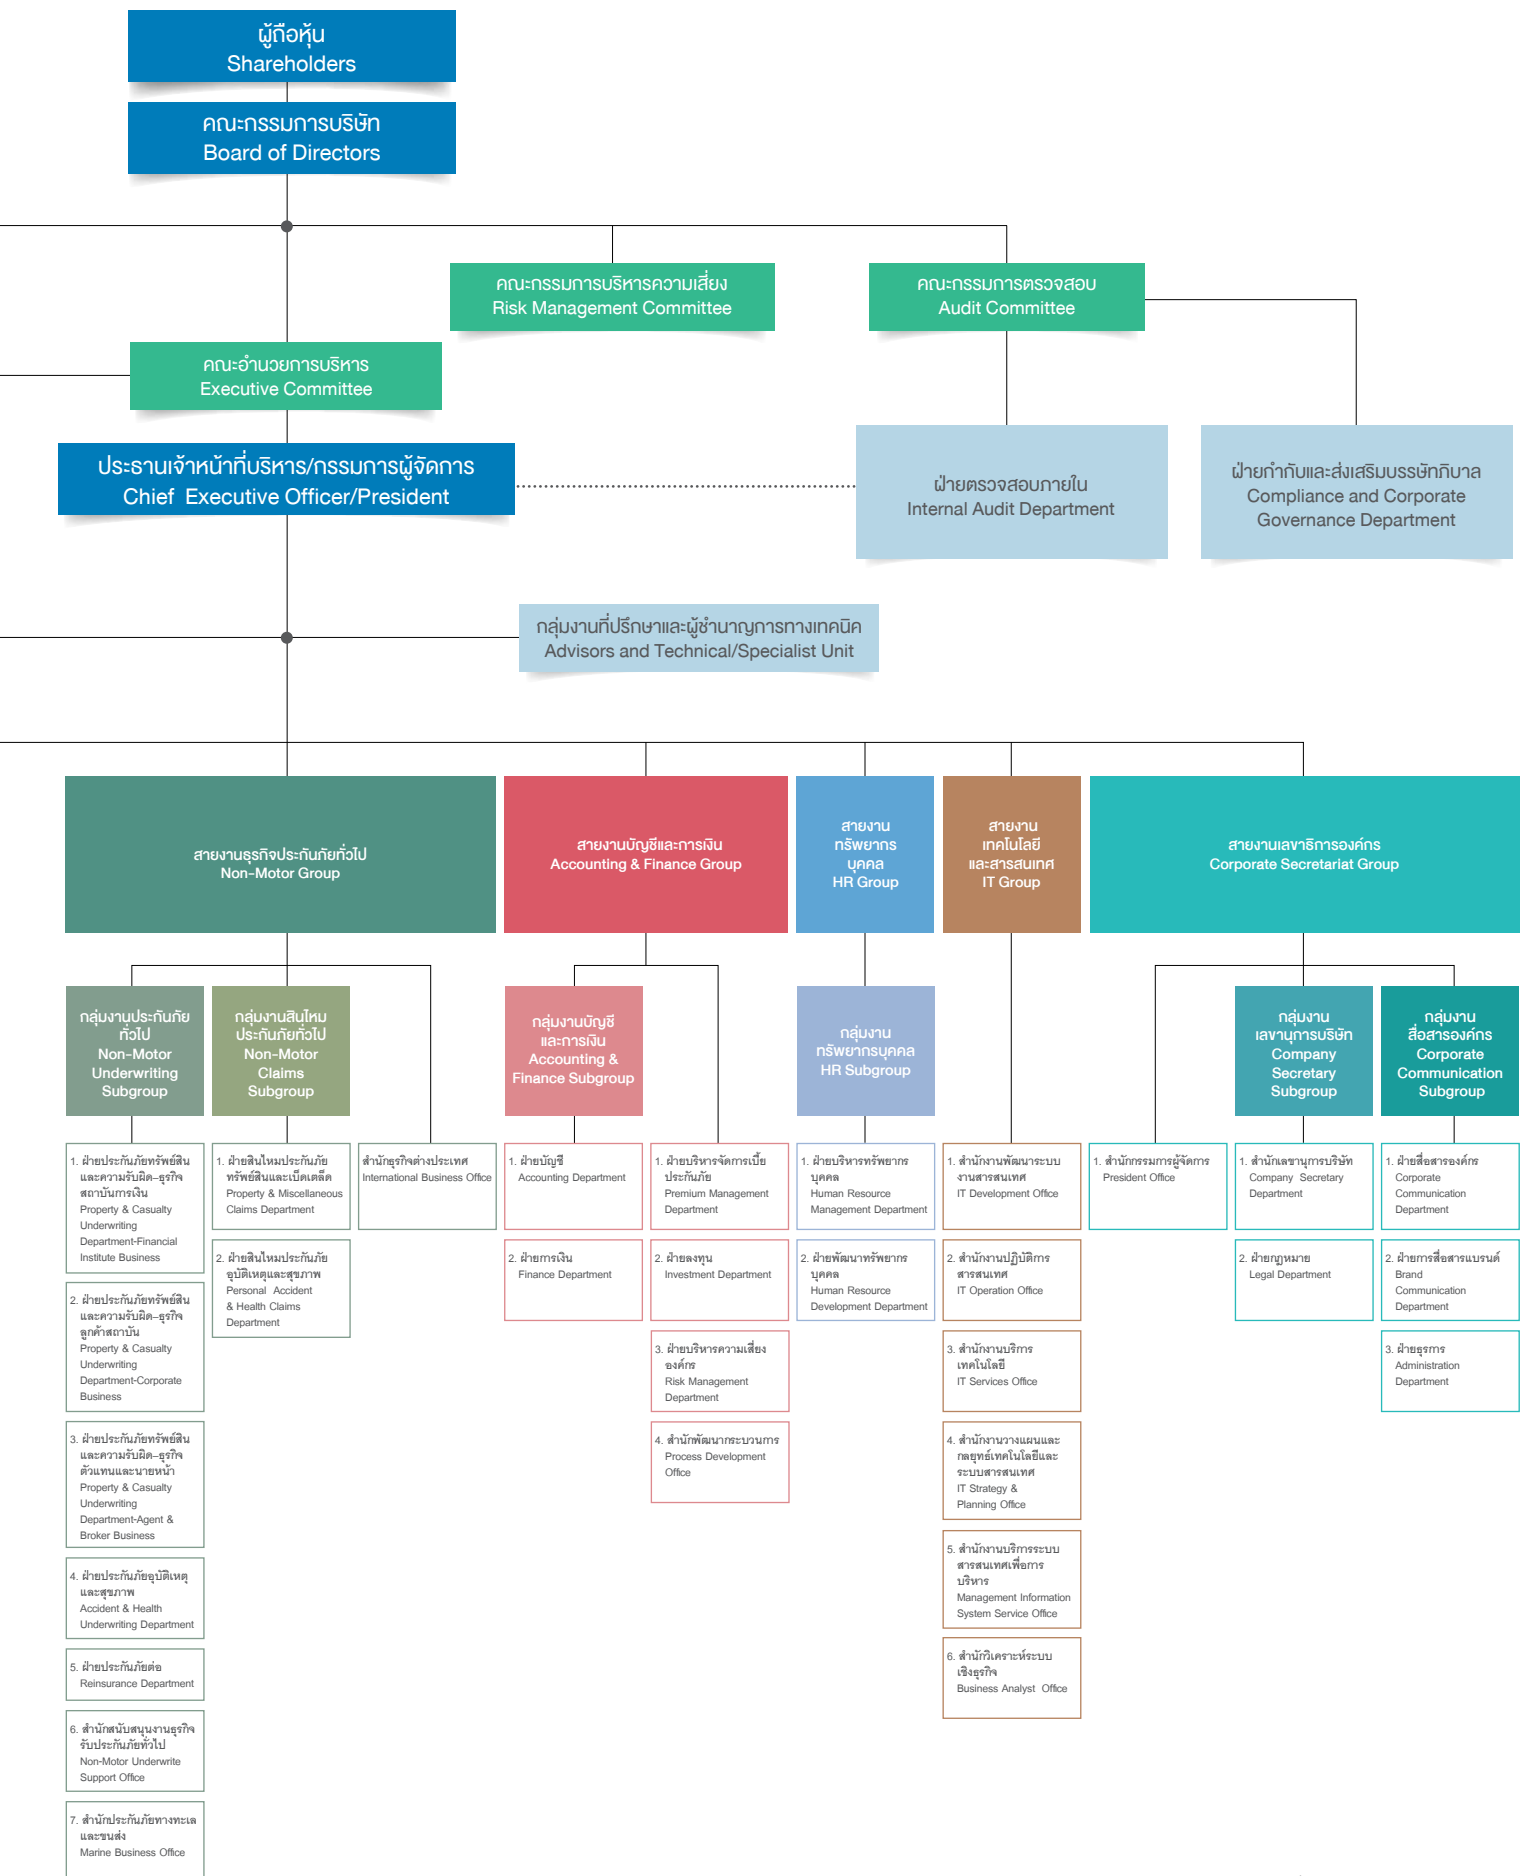 ผู้ถือหุ้น
Shareholders
คณะกรรมการบริษัท
Board of Directors
คณะกรรมการบริหารความเสี่ยง
Risk Management Committee
คณะกรรมการตรวจสอบ
Audit Committee
คณะอำนวยการบริหาร
Executive Committee
ประธานเจ้าหน้าที่บริหาร/กรรมการผู้จัดการ
Chief Executive Officer/President
ฝ่ายตรวจสอบภายใน
Internal Audit Department
ฝ่ายกำกับและส่งเสริมบรรษัทภิบาล
Compliance and Corporate
Governance Department
กลุ่มงานที่ปรึกษาและผู้ชำนาญการทางเทคนิค
Advisors and Technical/Specialist Unit
สายงานธุรกิจประกันภัยทั่วไป
Non-Motor Group
สายงานบัญชีและการเงิน
Accounting & Finance Group
สายงาน
ทรัพยากร
บุคคล
HR Group
สายงาน
เทคโนโลยี
และสารสนเทศ
IT Group
สายงานเลขาธิการองค์กร
Corporate Secretariat Group
กลุ่มงานประกันภัย
ทั่วไป
Non-Motor
Underwriting
Subgroup
กลุ่มงานสินไหม
ประกันภัยทั่วไป
Non-Motor
Claims
Subgroup
กลุ่มงานบัญชี
และการเงิน
Accounting &
Finance Subgroup
กลุ่มงาน
ทรัพยากรบุคคล
HR Subgroup
กลุ่มงาน
เลขานุการบริษัท
Company
Secretary
Subgroup
กลุ่มงาน
สื่อสารองค์กร
Corporate
Communication
Subgroup
1. ฝ่ายประกันภัยทรัพย์สิน
และความรับผิด-ธุรกิจ
สถาบันการเงิน
Property & Casualty
Underwriting
Department-Financial
Institute Business
2. ฝ่ายประกันภัยทรัพย์สิน
และความรับผิด-ธุรกิจ
ลูกค้าสถาบัน
Property & Casualty
Underwriting
Department-Corporate
Business
3. ฝ่ายประกันภัยทรัพย์สิน
และความรับผิด-ธุรกิจ
ตัวแทนและนายหน้า
Property & Casualty
Underwriting
Department-Agent &
Broker Business
4. ฝ่ายประกันภัยอุบัติเหตุ
และสุขภาพ
Accident & Health
Underwriting Department
5. ฝ่ายประกันภัยต่อ
Reinsurance Department
6. สำนักสนับสนุนงานธุรกิจ
รับประกันภัยทั่วไป
Non-Motor Underwrite
Support Office
7. สำนักประกันภัยทางทะเล
และขนส่ง
Marine Business Office
1. ฝ่ายสินไหมประกันภัย
ทรัพย์สินและเบ็ดเตล็ด
Property & Miscellaneous
Claims Department
2. ฝ่ายสินไหมประกันภัย
อุบัติเหตุและสุขภาพ
Personal Accident
& Health Claims
Department
สำนักธุรกิจต่างประเทศ
International Business Office
1. ฝ่ายบัญชี
Accounting Department
2. ฝ่ายการเงิน
Finance Department
1. ฝ่ายบริหารจัดการเบี้ย
ประกันภัย
Premium Management
Department
2. ฝ่ายลงทุน
Investment Department
3. ฝ่ายบริหารความเสี่ยง
องค์กร
Risk Management
Department
4. สำนักพัฒนากระบวนการ
Process Development
Office
1. ฝ่ายบริหารทรัพยากร
บุคคล
Human Resource
Management Department
2. ฝ่ายพัฒนาทรัพยากร
บุคคล
Human Resource
Development Department
1. สำนักงานพัฒนาระบบ
งานสารสนเทศ
IT Development Office
2. สำนักงานปฏิบัติการ
สารสนเทศ
IT Operation Office
3. สำนักงานบริการ
เทคโนโลยี
IT Services Office
4. สำนักงานวางแผนและ
กลยุทธ์เทคโนโลยีและ
ระบบสารสนเทศ
IT Strategy &
Planning Office
5. สำนักงานบริการระบบ
สารสนเทศเพื่อการ
บริหาร
Management Information
System Service Office
6. สำนักวิเคราะห์ระบบ
เชิงธุรกิจ
Business Analyst Office
1. สำนักกรรมการผู้จัดการ
President Office
1. สำนักเลขานุการบริษัท
Company Secretary
Department
2. ฝ่ายกฎหมาย
Legal Department
1. ฝ่ายสื่อสารองค์กร
Corporate
Communication
Department
2. ฝ่ายการสื่อสารแบรนด์
Brand
Communication
Department
3. ฝ่ายธุรการ
Administration
Department